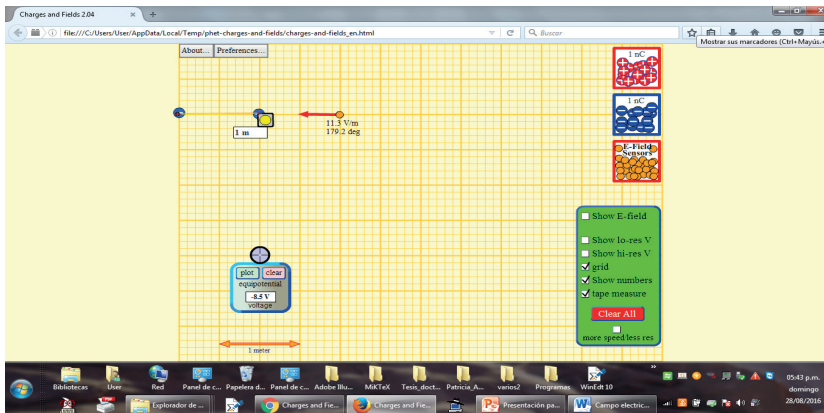 Charges and Fields 2.04
file:///C:/Users/User/AppData/Local/Temp/phet-charges-and-fields/charges-and-fields_en.html
Buscar
Mostrar sus marcadores (Ctrl+Mayús.+
About... Preferences...
1 nC
1 nC
E-Field
Sensors
1 m
11.3 V/m
179.2 deg
plot clear
equipotential
-8.5 V
voltage
1 meter
Show E-field
Show lo-res V
Show hi-res V
grid
Show numbers
tape measure
Clear All
more speed/less res
Bibliotecas User Red Panel de c... Papelera d... Panel de c... Adobe Illu... MiKTeX Tesis_doct... Patricia_A... varios2 Programas WinEdt 10
Explorador de ... Charges and Fie... Charges and Fie... Presentación pa... Campo electric...
05:43 p.m.
domingo
28/08/2016